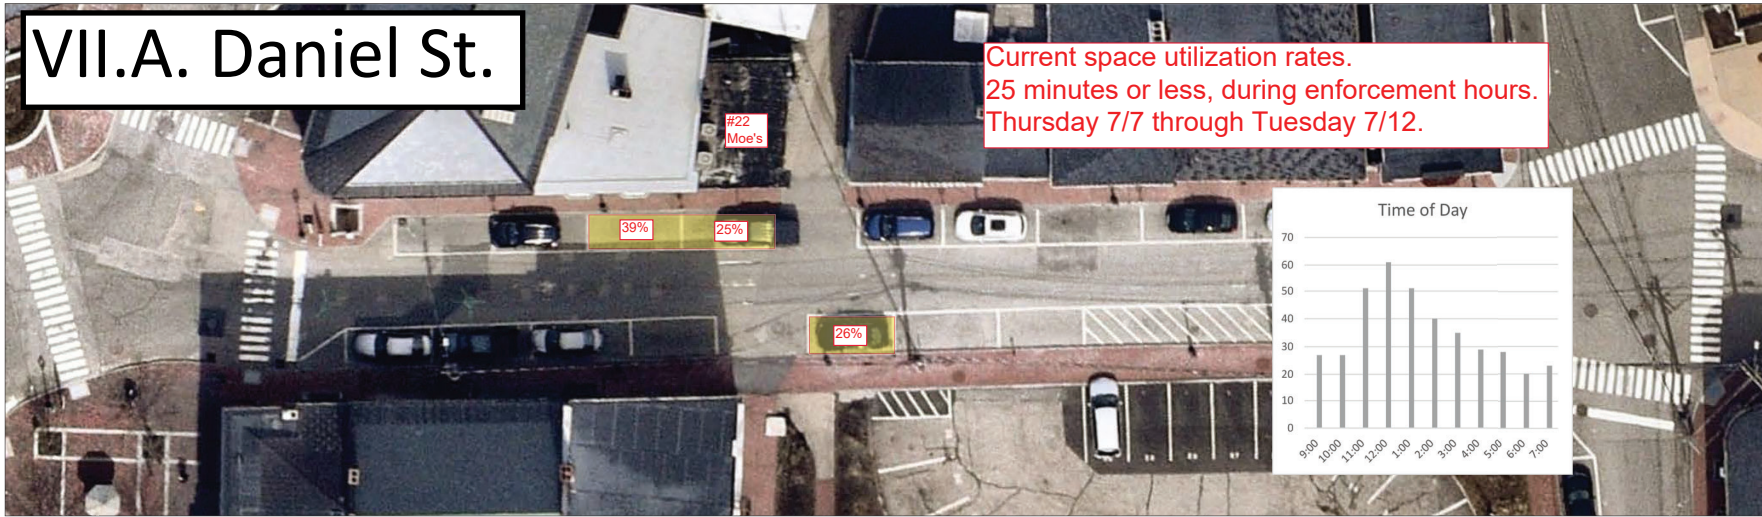 VII.A. Daniel St.
Current space utilization rates.
25 minutes or less, during enforcement hours.
Thursday 7/7 through Tuesday 7/12.
#22
Moe's
39%
25%
26%
Time of Day
70
60
50
40
30
20
10
0
9:00 10:00 11:00 12:00 1:00 2:00 3:00 4:00 5:00 6:00 7:00